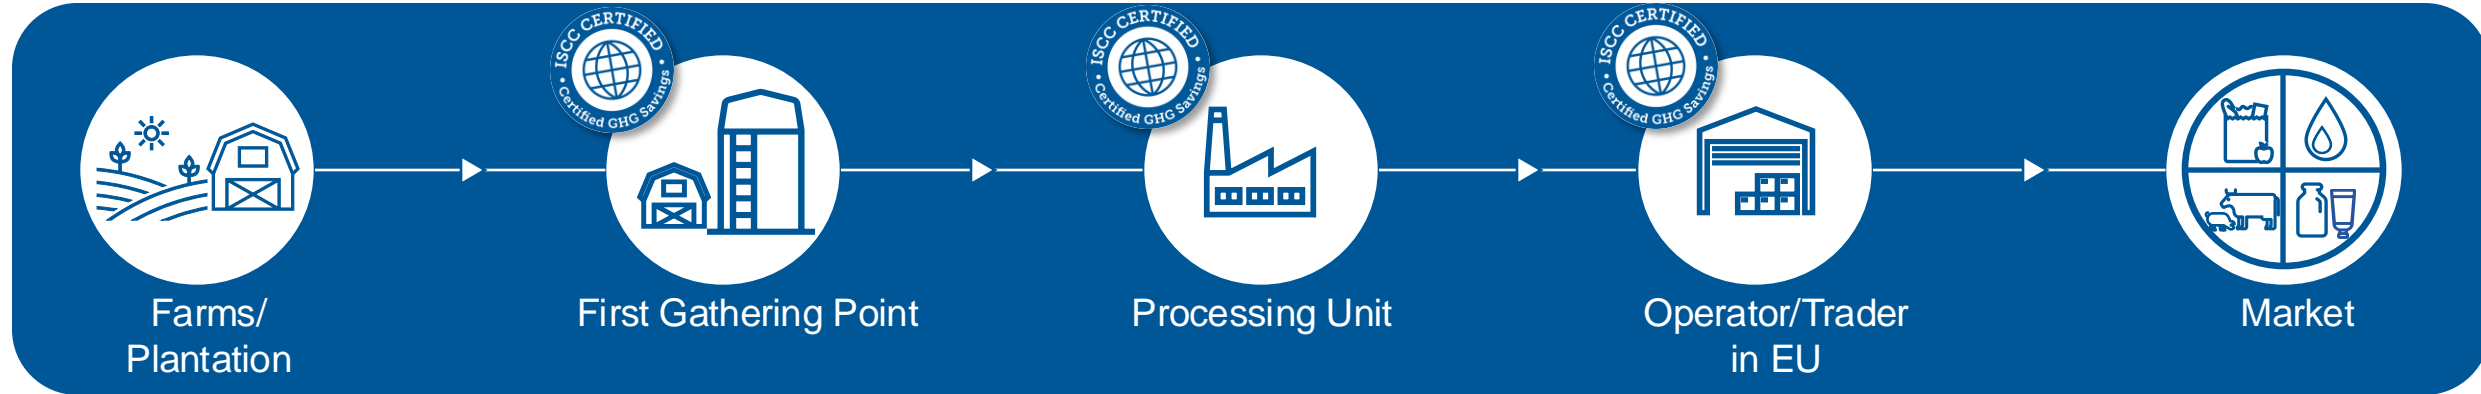 ISCC CERTIFIED
Certified GHG Savings
ISCC CERTIFIED
Certified GHG Savings
ISCC CERTIFIED
Certified GHG Savings
Farms/
Plantation
First Gathering Point
Processing Unit
Operator/Trader
in EU
Market